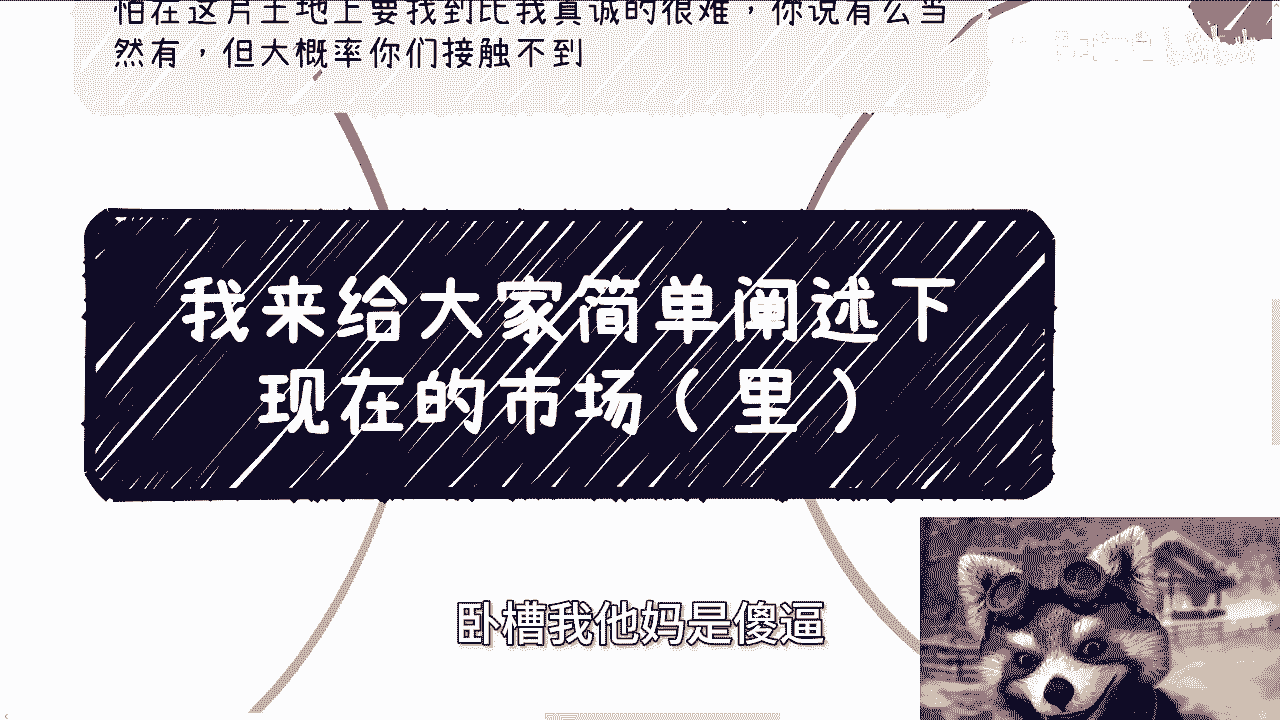 怕在这片土地上要找到比我真诚的很难，你说有么当
然有，但大概率你们接触不到
我来给大家简单阐述下
现在的市场（里）
卧槽我他妈是傻逼